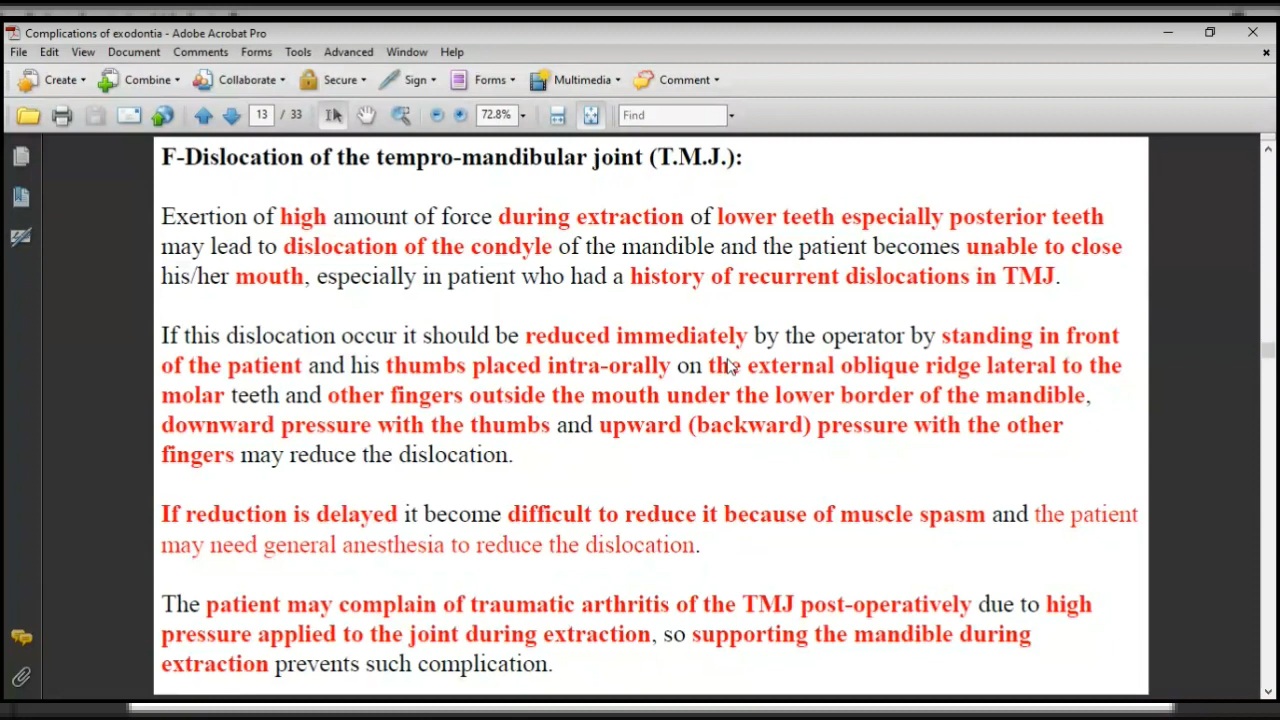 Complications of exodontia - Adobe Acrobat Pro
File Edit View Document Comments Forms Tools Advanced Window Help
Create Combine Collaborate Secure Sign Forms Multimedia Comment
13 / 33 72.8% Find
F-Dislocation of the tempro-mandibular joint (T.M.J.):
Exertion of high amount of force during extraction of lower teeth especially posterior teeth
may lead to dislocation of the condyle of the mandible and the patient becomes unable to close
his/her mouth, especially in patient who had a history of recurrent dislocations in TMJ.
If this dislocation occur it should be reduced immediately by the operator by standing in front
of the patient and his thumbs placed intra-orally on the external oblique ridge lateral to the
molar teeth and other fingers outside the mouth under the lower border of the mandible,
downward pressure with the thumbs and upward (backward) pressure with the other
fingers may reduce the dislocation.
If reduction is delayed it become difficult to reduce it because of muscle spasm and the patient
may need general anesthesia to reduce the dislocation.
The patient may complain of traumatic arthritis of the TMJ post-operatively due to high
pressure applied to the joint during extraction, so supporting the mandible during
extraction prevents such complication.